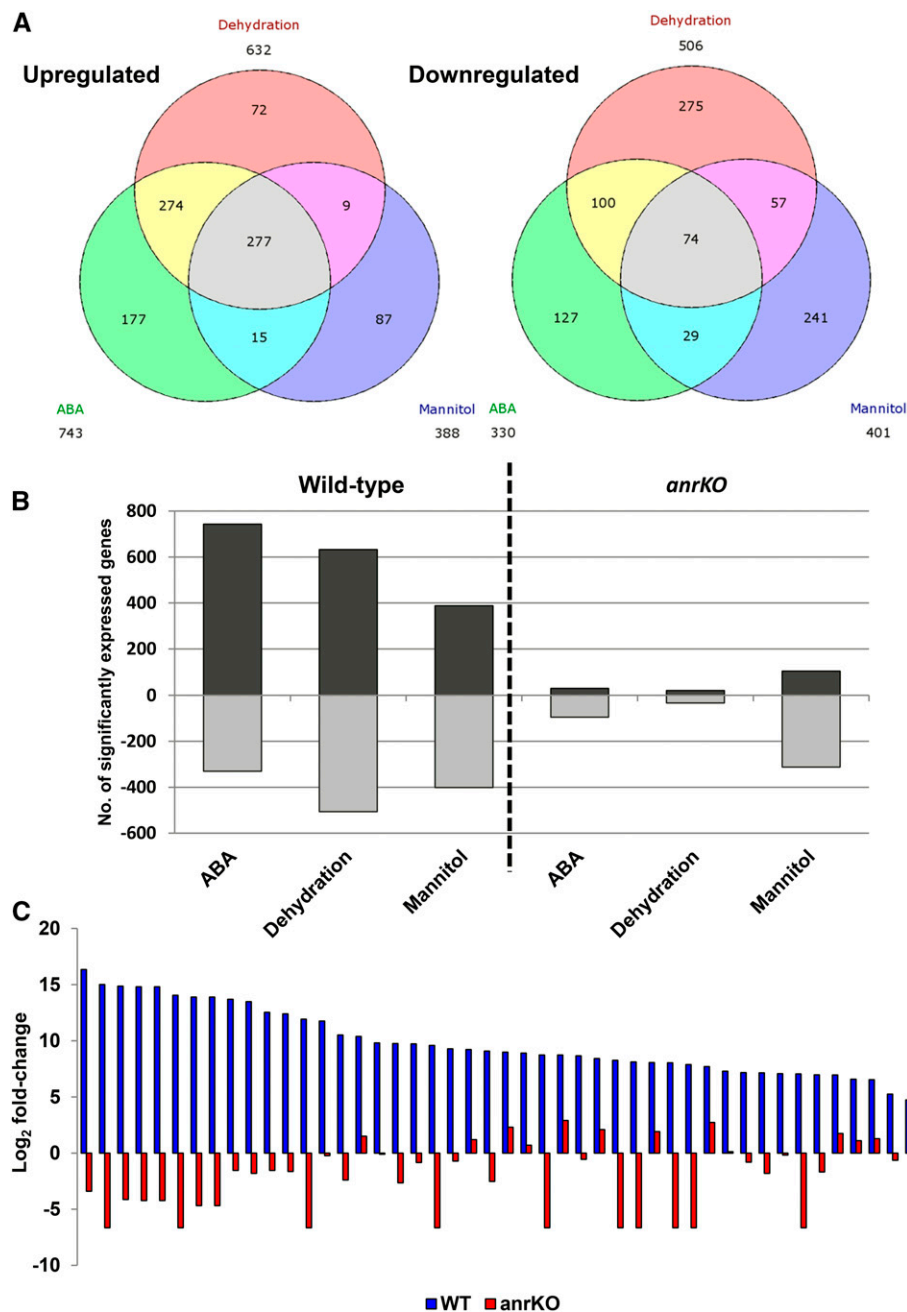 A
Dehydration
632
Upregulated
72
274
9
277
177
15
87
ABA
743
Mannitol
388
Dehydration
506
Downregulated
275
100
57
74
127
29
241
ABA
330
Mannitol
401
B
Wild-type
anrKO
No. of significantly expressed genes
800
600
400
200
0
-200
-400
-600
ABA
Dehydration
Mannitol
ABA
Dehydration
Mannitol
C
Log2 fold-change
20
15
10
5
0
-5
-10
WT
anrKO